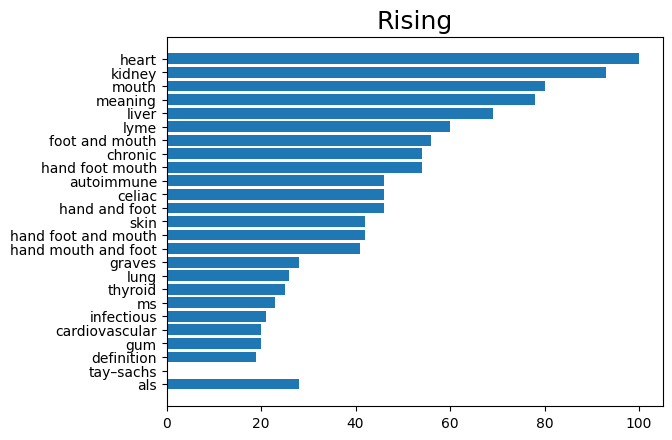 Rising
heart
kidney
mouth
meaning
liver
lyme
foot and mouth
chronic
hand foot mouth
autoimmune
celiac
hand and foot
skin
hand foot and mouth
hand mouth and foot
graves
lung
thyroid
ms
infectious
cardiovascular
gum
definition
tay–sachs
als
0 20 40 60 80 100